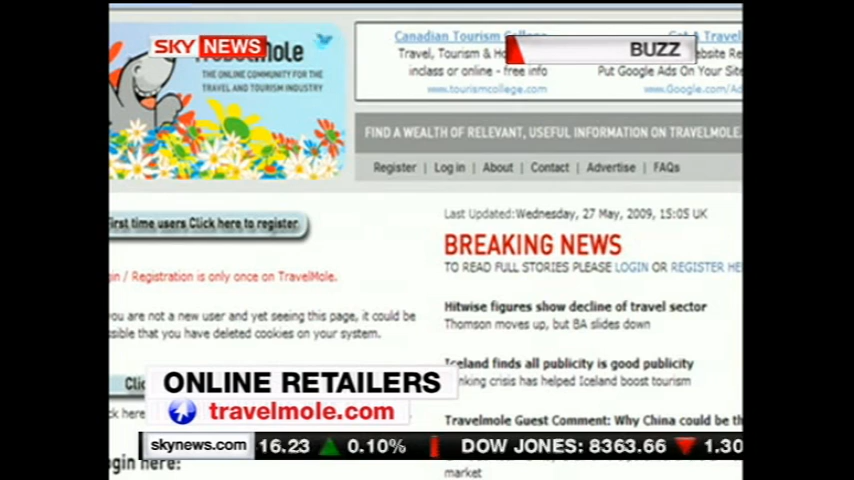 SKY NEWS
THE ONLINE COMMUNITY FOR THE
TRAVEL AND TOURISM INDUSTRY
Canadian Tourism College
Travel, Tourism &
inclass or online - free info
www.tourismcollege.com
BUZZ
Put Google Ads On Your Site
www.Google.com/Ad
FIND A WEALTH OF RELEVANT, USEFUL INFORMATION ON TRAVELMOLE.
Register | Log in | About | Contact | Advertise | FAQs
First time users Click here to register
Last Updated:Wednesday, 27 May, 2009, 15:05 UK
BREAKING NEWS
TO READ FULL STORIES PLEASE LOGIN OR REGISTER HE
gin / Registration is only once on TravelMole.
you are not a new user and yet seeing this page, it could be
ssible that you have deleted cookies on your system.
Hitwise figures show decline of travel sector
Thomson moves up, but BA slides down
Iceland finds all publicity is good publicity
nking crisis has helped Iceland boost tourism
Travelmole Guest Comment: Why China could be th
market
Clic
ck here
ogin here:
ONLINE RETAILERS
travelmole.com
skynews.com 16.23 0.10% DOW JONES: 8363.66 1.30